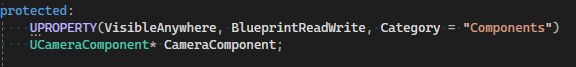 protected:
UPROPERTY(VisibleAnywhere, BlueprintReadWrite, Category = "Components")
UCameraComponent* CameraComponent;